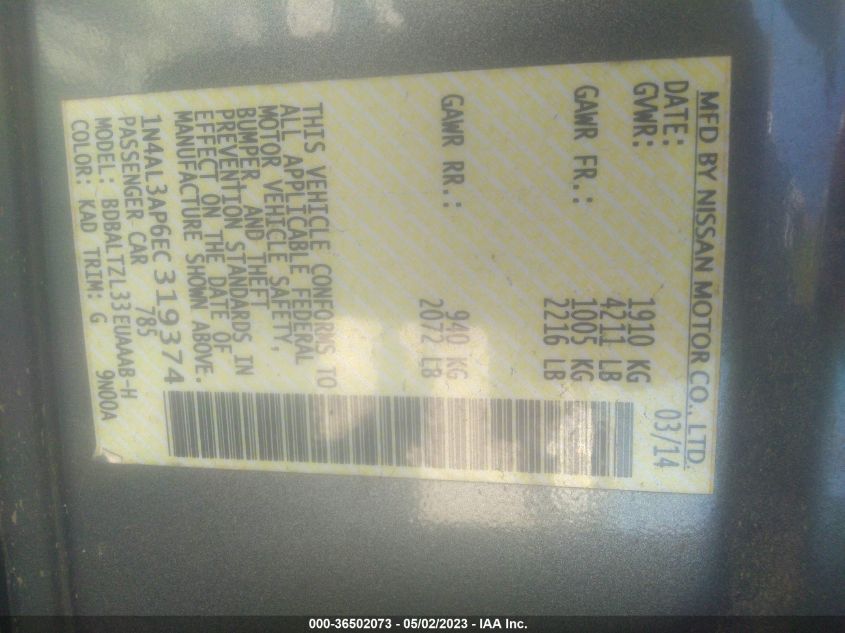 MFD BY NISSAN MOTOR CO., LTD.
DATE: 03/14
GVWR: 1910 KG
4211 LB
GAWR FR.: 1005 KG
2216 LB
GAWR RR.: 940 KG
2072 LB
THIS VEHICLE CONFORMS TO
ALL APPLICABLE FEDERAL
MOTOR VEHICLE SAFETY,
BUMPER, AND THEFT
PREVENTION STANDARDS IN
EFFECT ON THE DATE OF
MANUFACTURE SHOWN ABOVE.
1N4AL3AP6EC319374
PASSENGER CAR 785
MODEL: BDBALTZL33EUAAAB-H
COLOR: KAD TRIM: G 9N00A
000-36502073 - 05/02/2023 - IAA Inc.